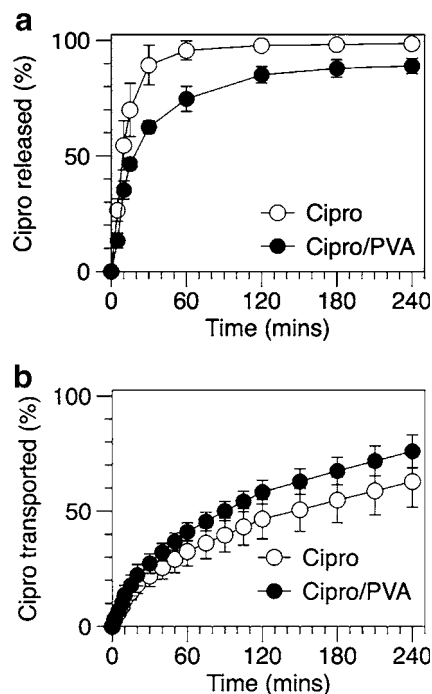 a
100
50
0
Cipro released (%)
Cipro
Cipro/PVA
0 60 120 180 240
Time (mins)
b
100
50
0
Cipro transported (%)
Cipro
Cipro/PVA
0 60 120 180 240
Time (mins)